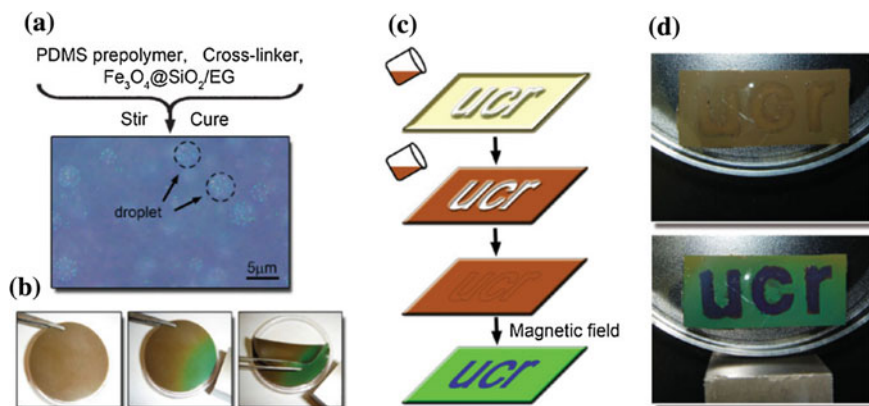 (a)
PDMS prepolymer, Cross-linker,
Fe₃O₄@SiO₂/EG
Stir Cure
droplet
5μm
(b)
(c)
ucr
ucr
ucr
Magnetic field
ucr
(d)
ucr
ucr